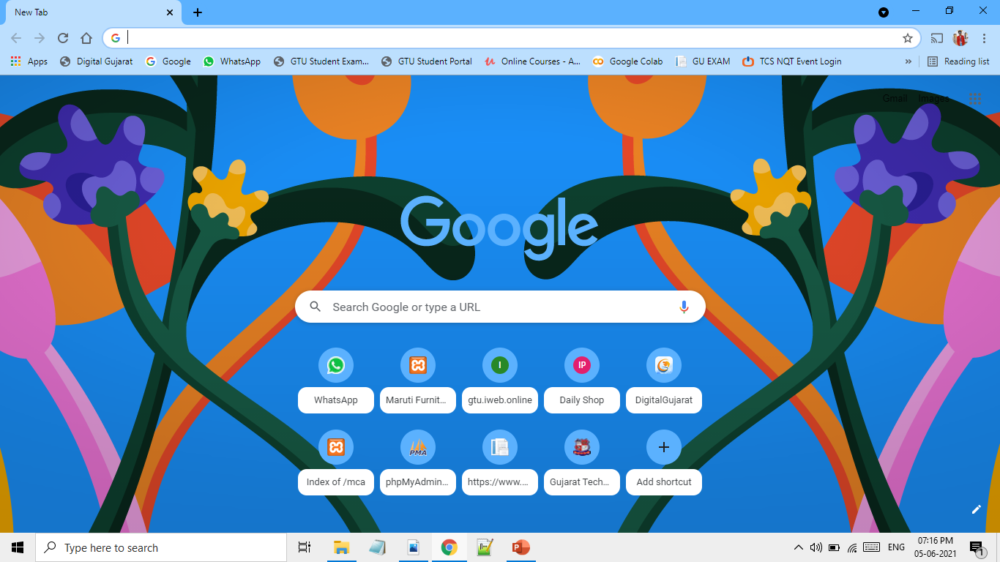 New Tab
Apps Digital Gujarat Google WhatsApp GTU Student Exam... GTU Student Portal Online Courses - A... Google Colab GU EXAM TCS NQT Event Login » Reading list
Gmail Images
Google
Search Google or type a URL
I IP
WhatsApp Maruti Furnit... gtu.iweb.online Daily Shop DigitalGujarat
PMA
Index of /mca phpMyAdmin... https://www.... Gujarat Tech... Add shortcut
Type here to search
ENG
07:16 PM
05-06-2021
1